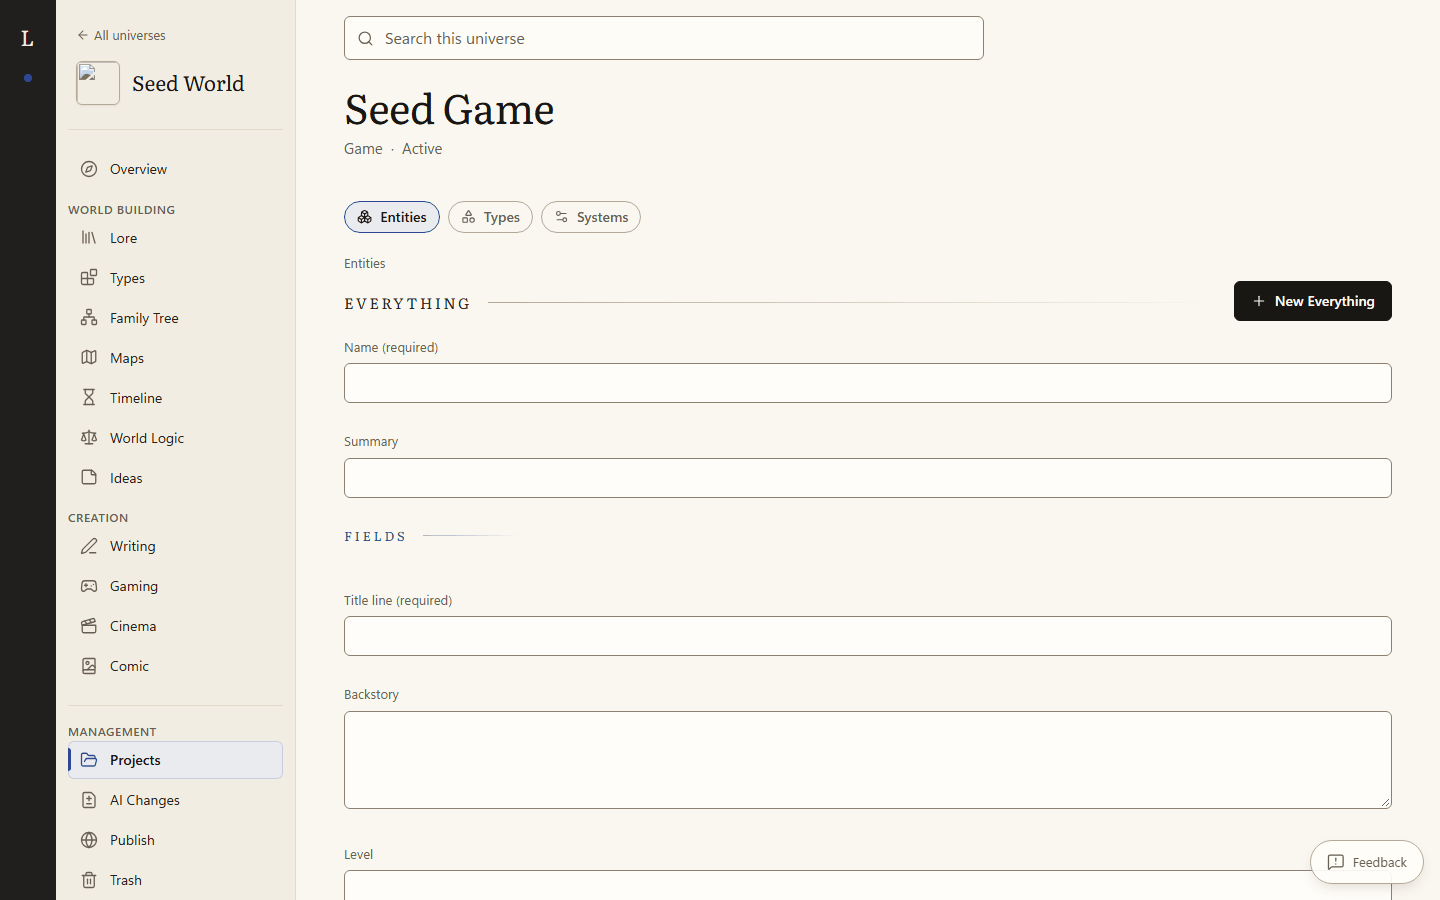 L
All universes
Seed World
Overview
WORLD BUILDING
Lore
Types
Family Tree
Maps
Timeline
World Logic
Ideas
CREATION
Writing
Gaming
Cinema
Comic
MANAGEMENT
Projects
AI Changes
Publish
Trash
Search this universe
Seed Game
Game · Active
Entities Types Systems
Entities
EVERYTHING
New Everything
Name (required)
Summary
FIELDS
Title line (required)
Backstory
Level
Feedback